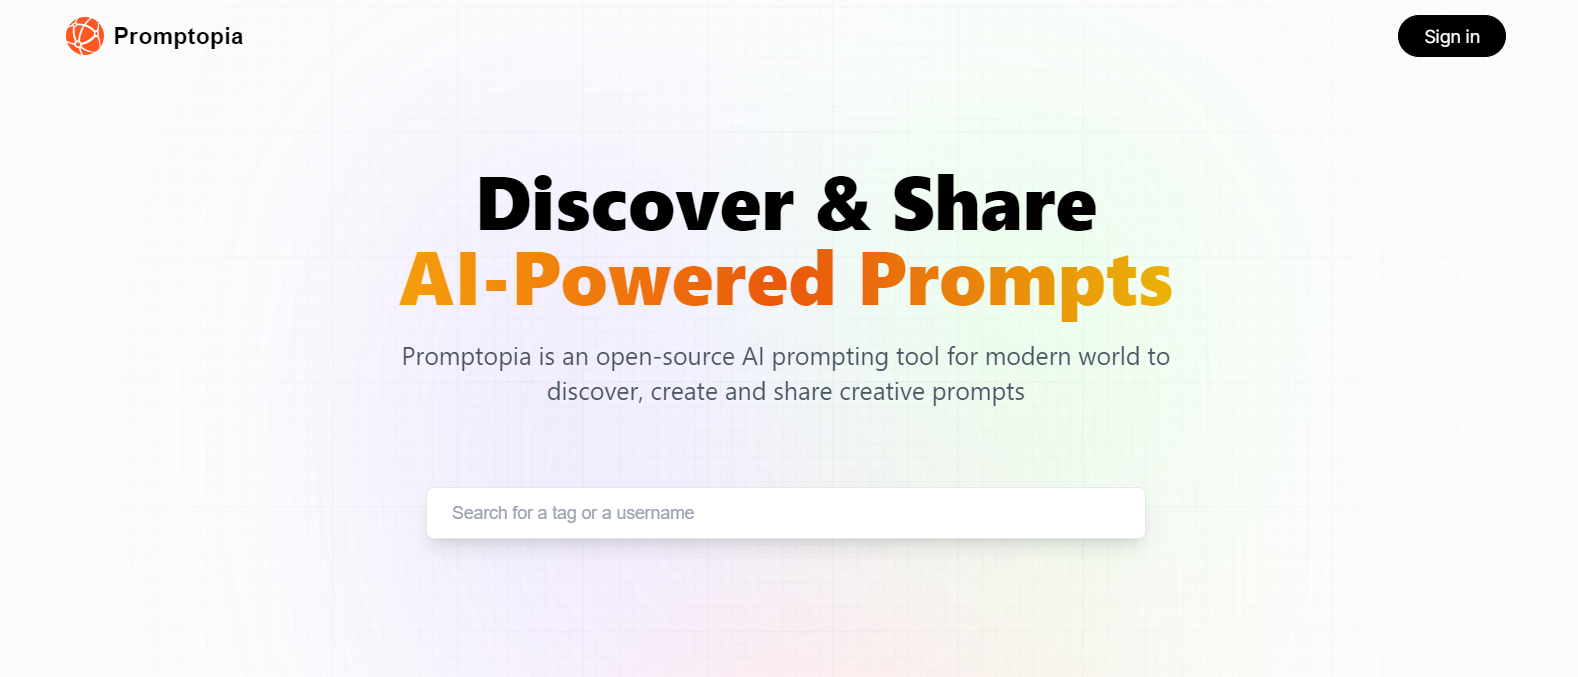 Promptopia
Sign in
Discover & Share
AI-Powered Prompts
Promptopia is an open-source AI prompting tool for modern world to
discover, create and share creative prompts
Search for a tag or a username